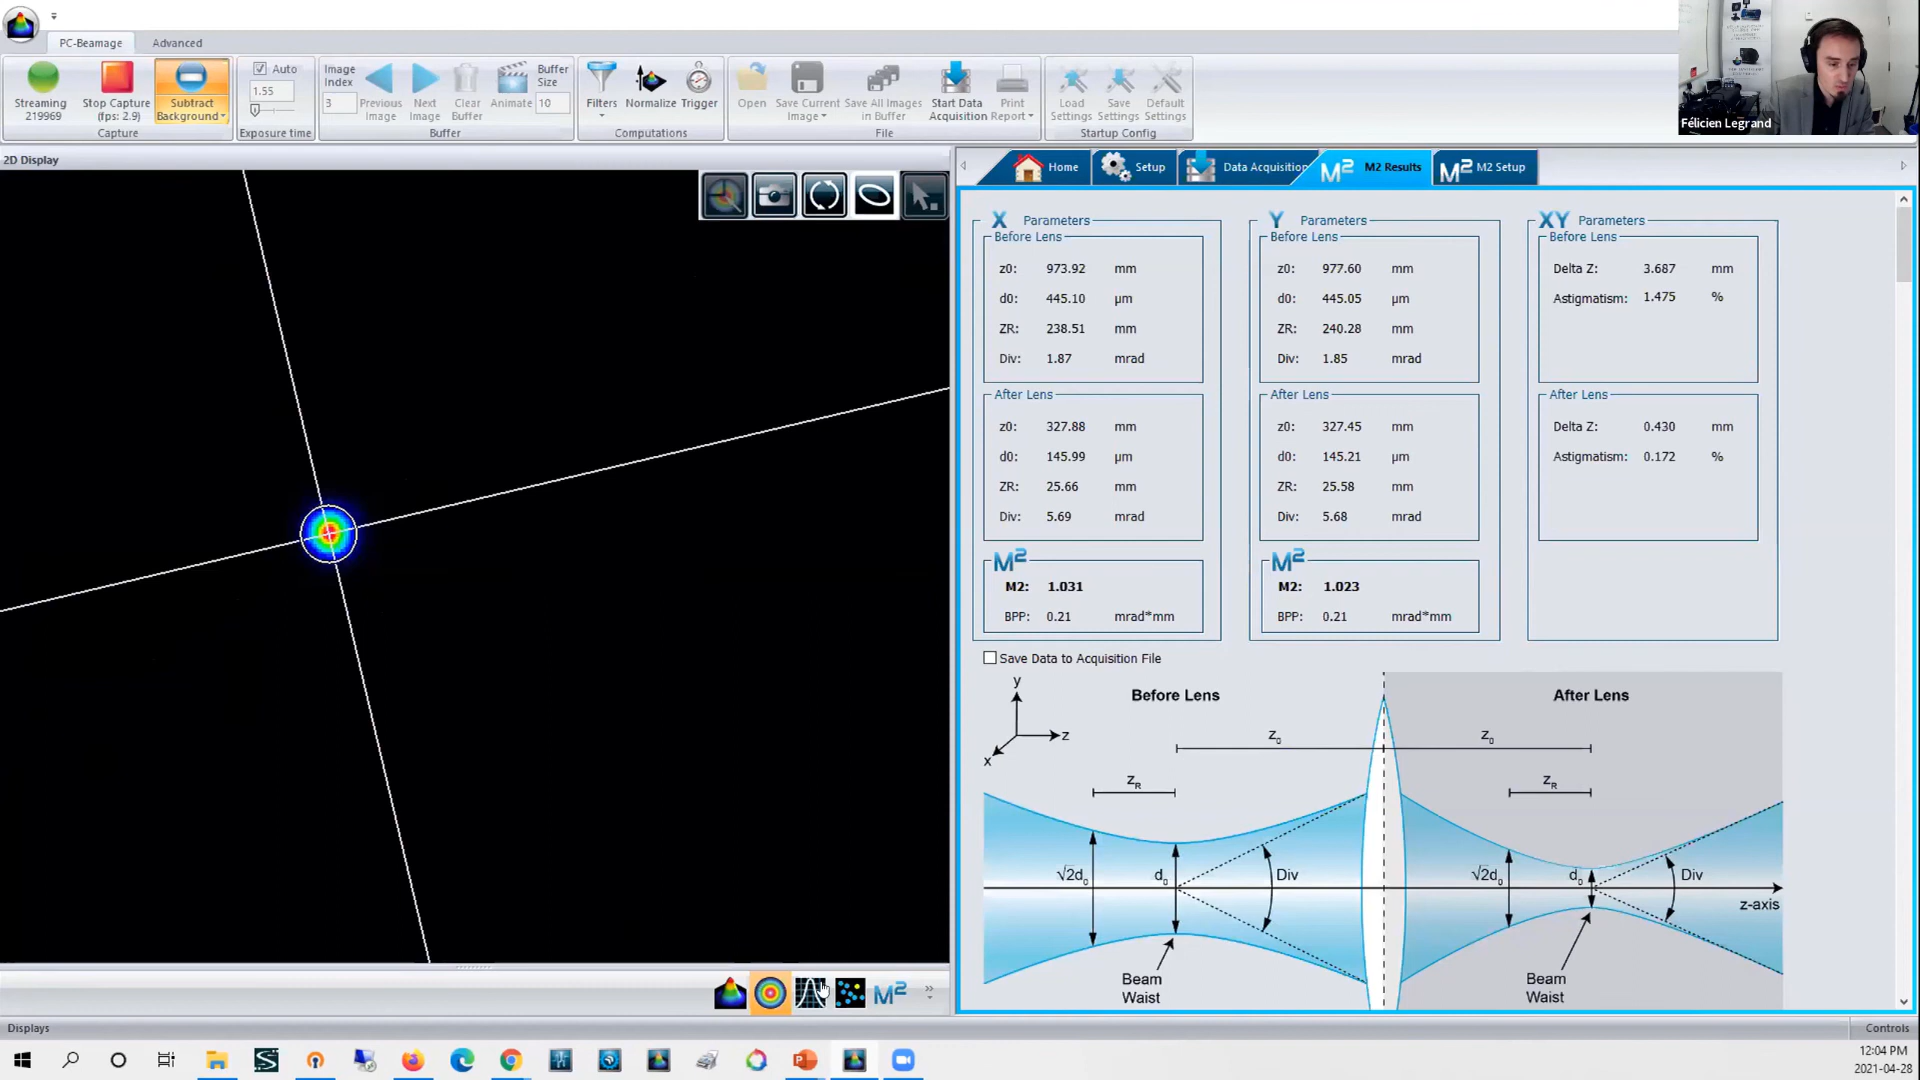 PC-Beamage Advanced
Auto
1.55
Exposure time
Streaming
219969
Stop Capture
(fps: 2.9)
Subtract
Background
Capture
Image
Index
3
Previous
Image
Next
Image
Clear
Buffer
Animate
Buffer
Size
10
Buffer
Filters
Normalize
Trigger
Computations
Open
Save Current
Image
Save All Images
in Buffer
Start Data
Acquisition
Print
Report
File
Load
Settings
Save
Settings
Default
Settings
Startup Config
Félicien Legrand
2D Display
Home
Setup
Data Acquisition
M2 M2 Results
M2 M2 Setup
X Parameters
Before Lens
z0: 973.92 mm
d0: 445.10 µm
ZR: 238.51 mm
Div: 1.87 mrad
After Lens
z0: 327.88 mm
d0: 145.99 µm
ZR: 25.66 mm
Div: 5.69 mrad
M2
M2: 1.031
BPP: 0.21 mrad*mm
Y Parameters
Before Lens
z0: 977.60 mm
d0: 445.05 µm
ZR: 240.28 mm
Div: 1.85 mrad
After Lens
z0: 327.45 mm
d0: 145.21 µm
ZR: 25.58 mm
Div: 5.68 mrad
M2
M2: 1.023
BPP: 0.21 mrad*mm
XY Parameters
Before Lens
Delta Z: 3.687 mm
Astigmatism: 1.475 %
After Lens
Delta Z: 0.430 mm
Astigmatism: 0.172 %
Save Data to Acquisition File
y
z
x
Before Lens
After Lens
z0 z0
zR zR
√2d0 d0 Div
√2d0 d0 Div
z-axis
Beam
Waist
Beam
Waist
M2
Displays
Controls
12:04 PM
2021-04-28